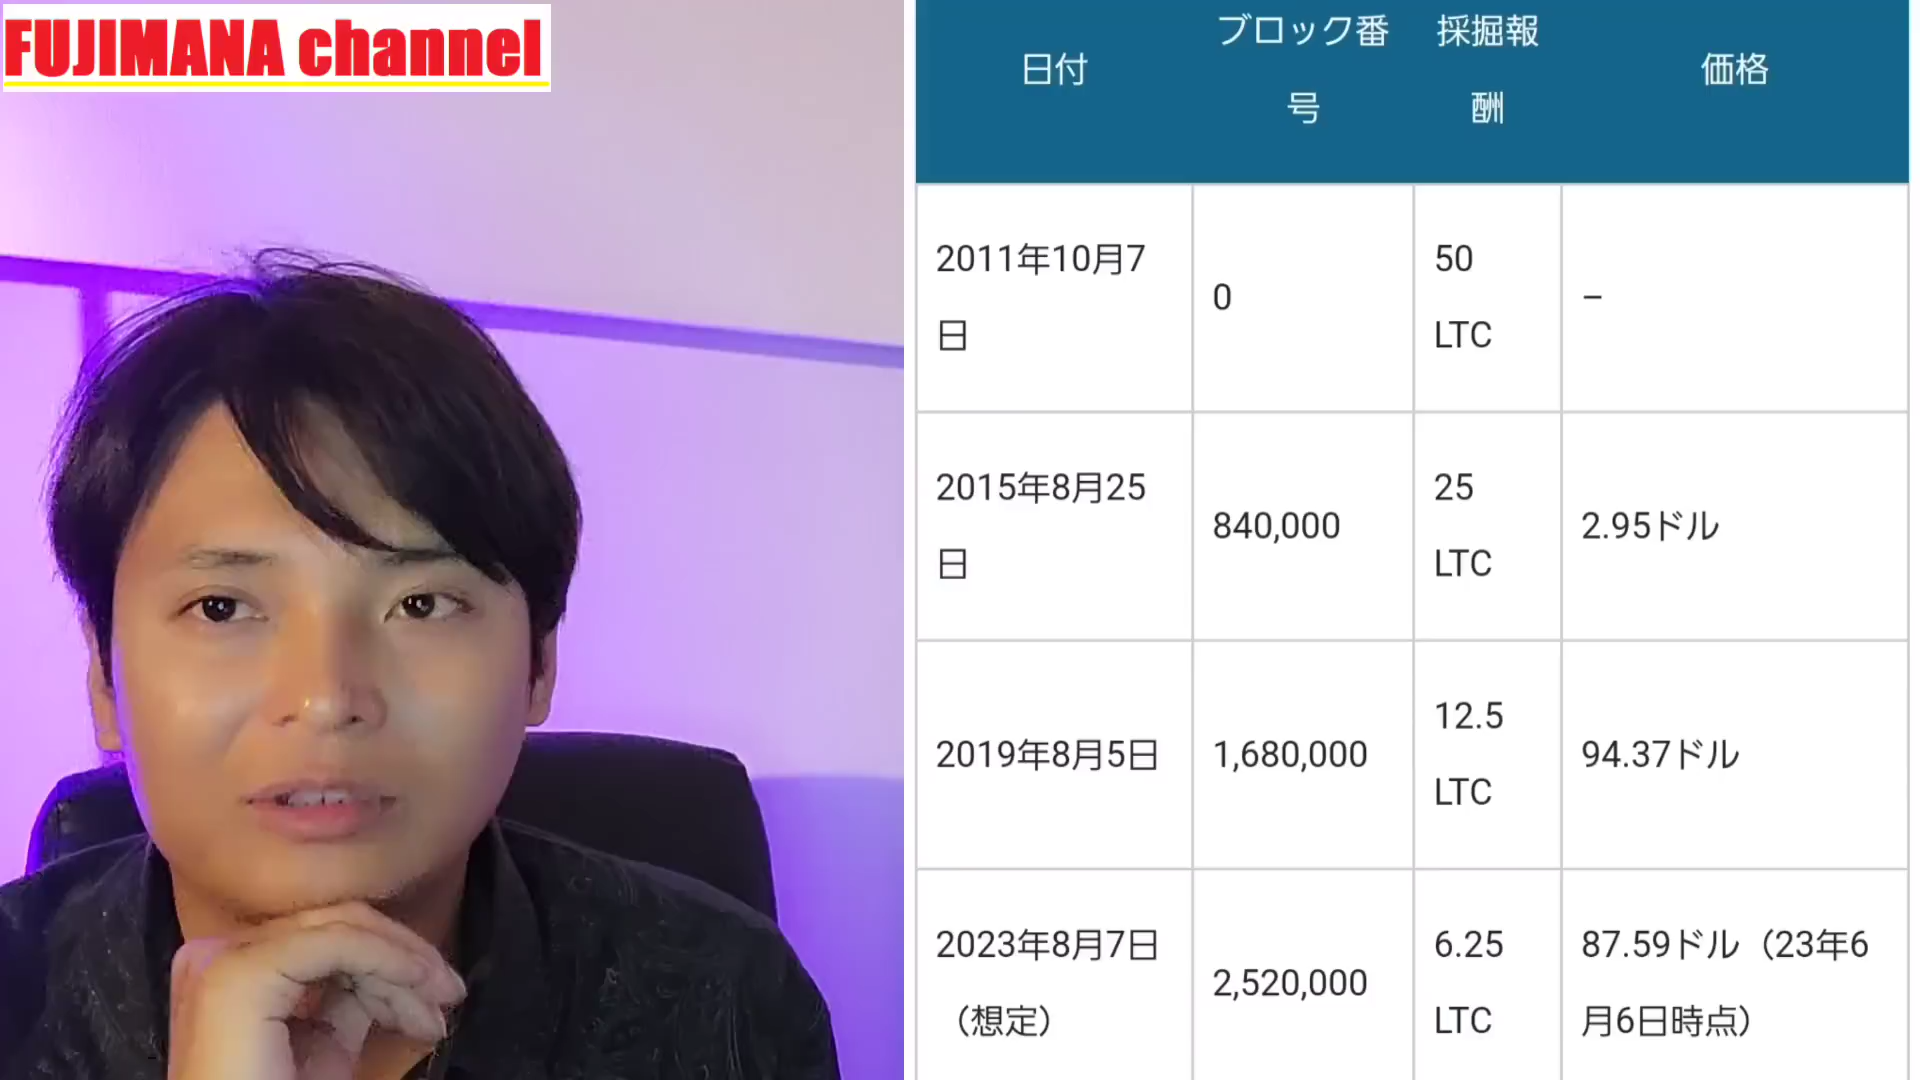 FUJIMANA channel
日付
ブロック番
号
採掘報
酬
価格
2011年10月7
日
0
50
LTC
–
2015年8月25
日
840,000
25
LTC
2.95ドル
2019年8月5日
1,680,000
12.5
LTC
94.37ドル
2023年8月7日
（想定）
2,520,000
6.25
LTC
87.59ドル（23年6
月6日時点）